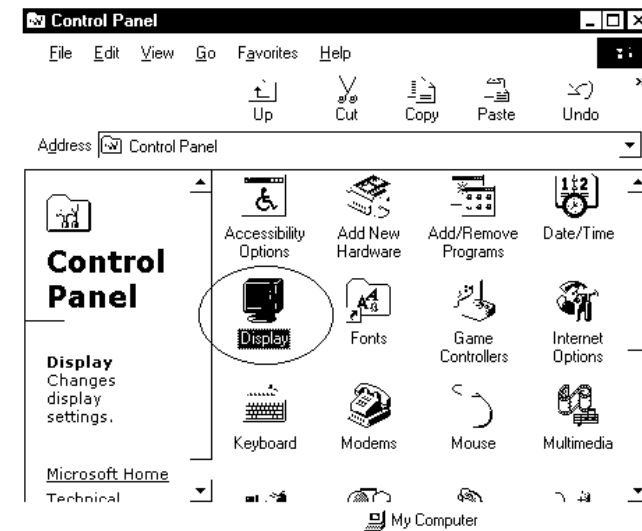 Control Panel
File Edit View Go Favorites Help
Up Cut Copy Paste Undo
Address Control Panel
Control
Panel
Display
Changes
display
settings.
Microsoft Home
Technical
Accessibility
Options
Add New
Hardware
Add/Remove
Programs
Date/Time
Display
Fonts
Game
Controllers
Internet
Options
Keyboard
Modems
Mouse
Multimedia
My Computer